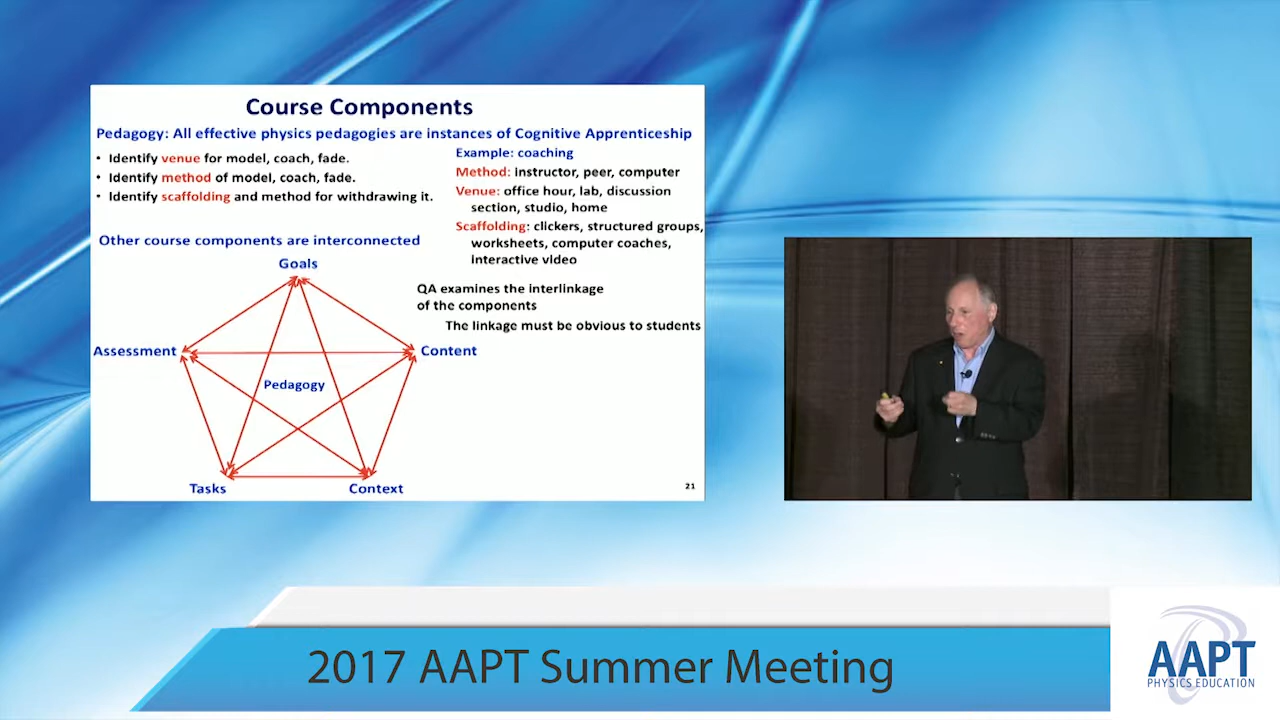 Course Components
Pedagogy: All effective physics pedagogies are instances of Cognitive Apprenticeship
• Identify venue for model, coach, fade.
• Identify method of model, coach, fade.
• Identify scaffolding and method for withdrawing it.
Example: coaching
Method: instructor, peer, computer
Venue: office hour, lab, discussion
section, studio, home
Scaffolding: clickers, structured groups,
worksheets, computer coaches,
interactive video
Other course components are interconnected
Goals
QA examines the interlinkage
of the components
The linkage must be obvious to students
Assessment
Content
Pedagogy
Tasks
Context
21
2017 AAPT Summer Meeting
AAPT
PHYSICS EDUCATION